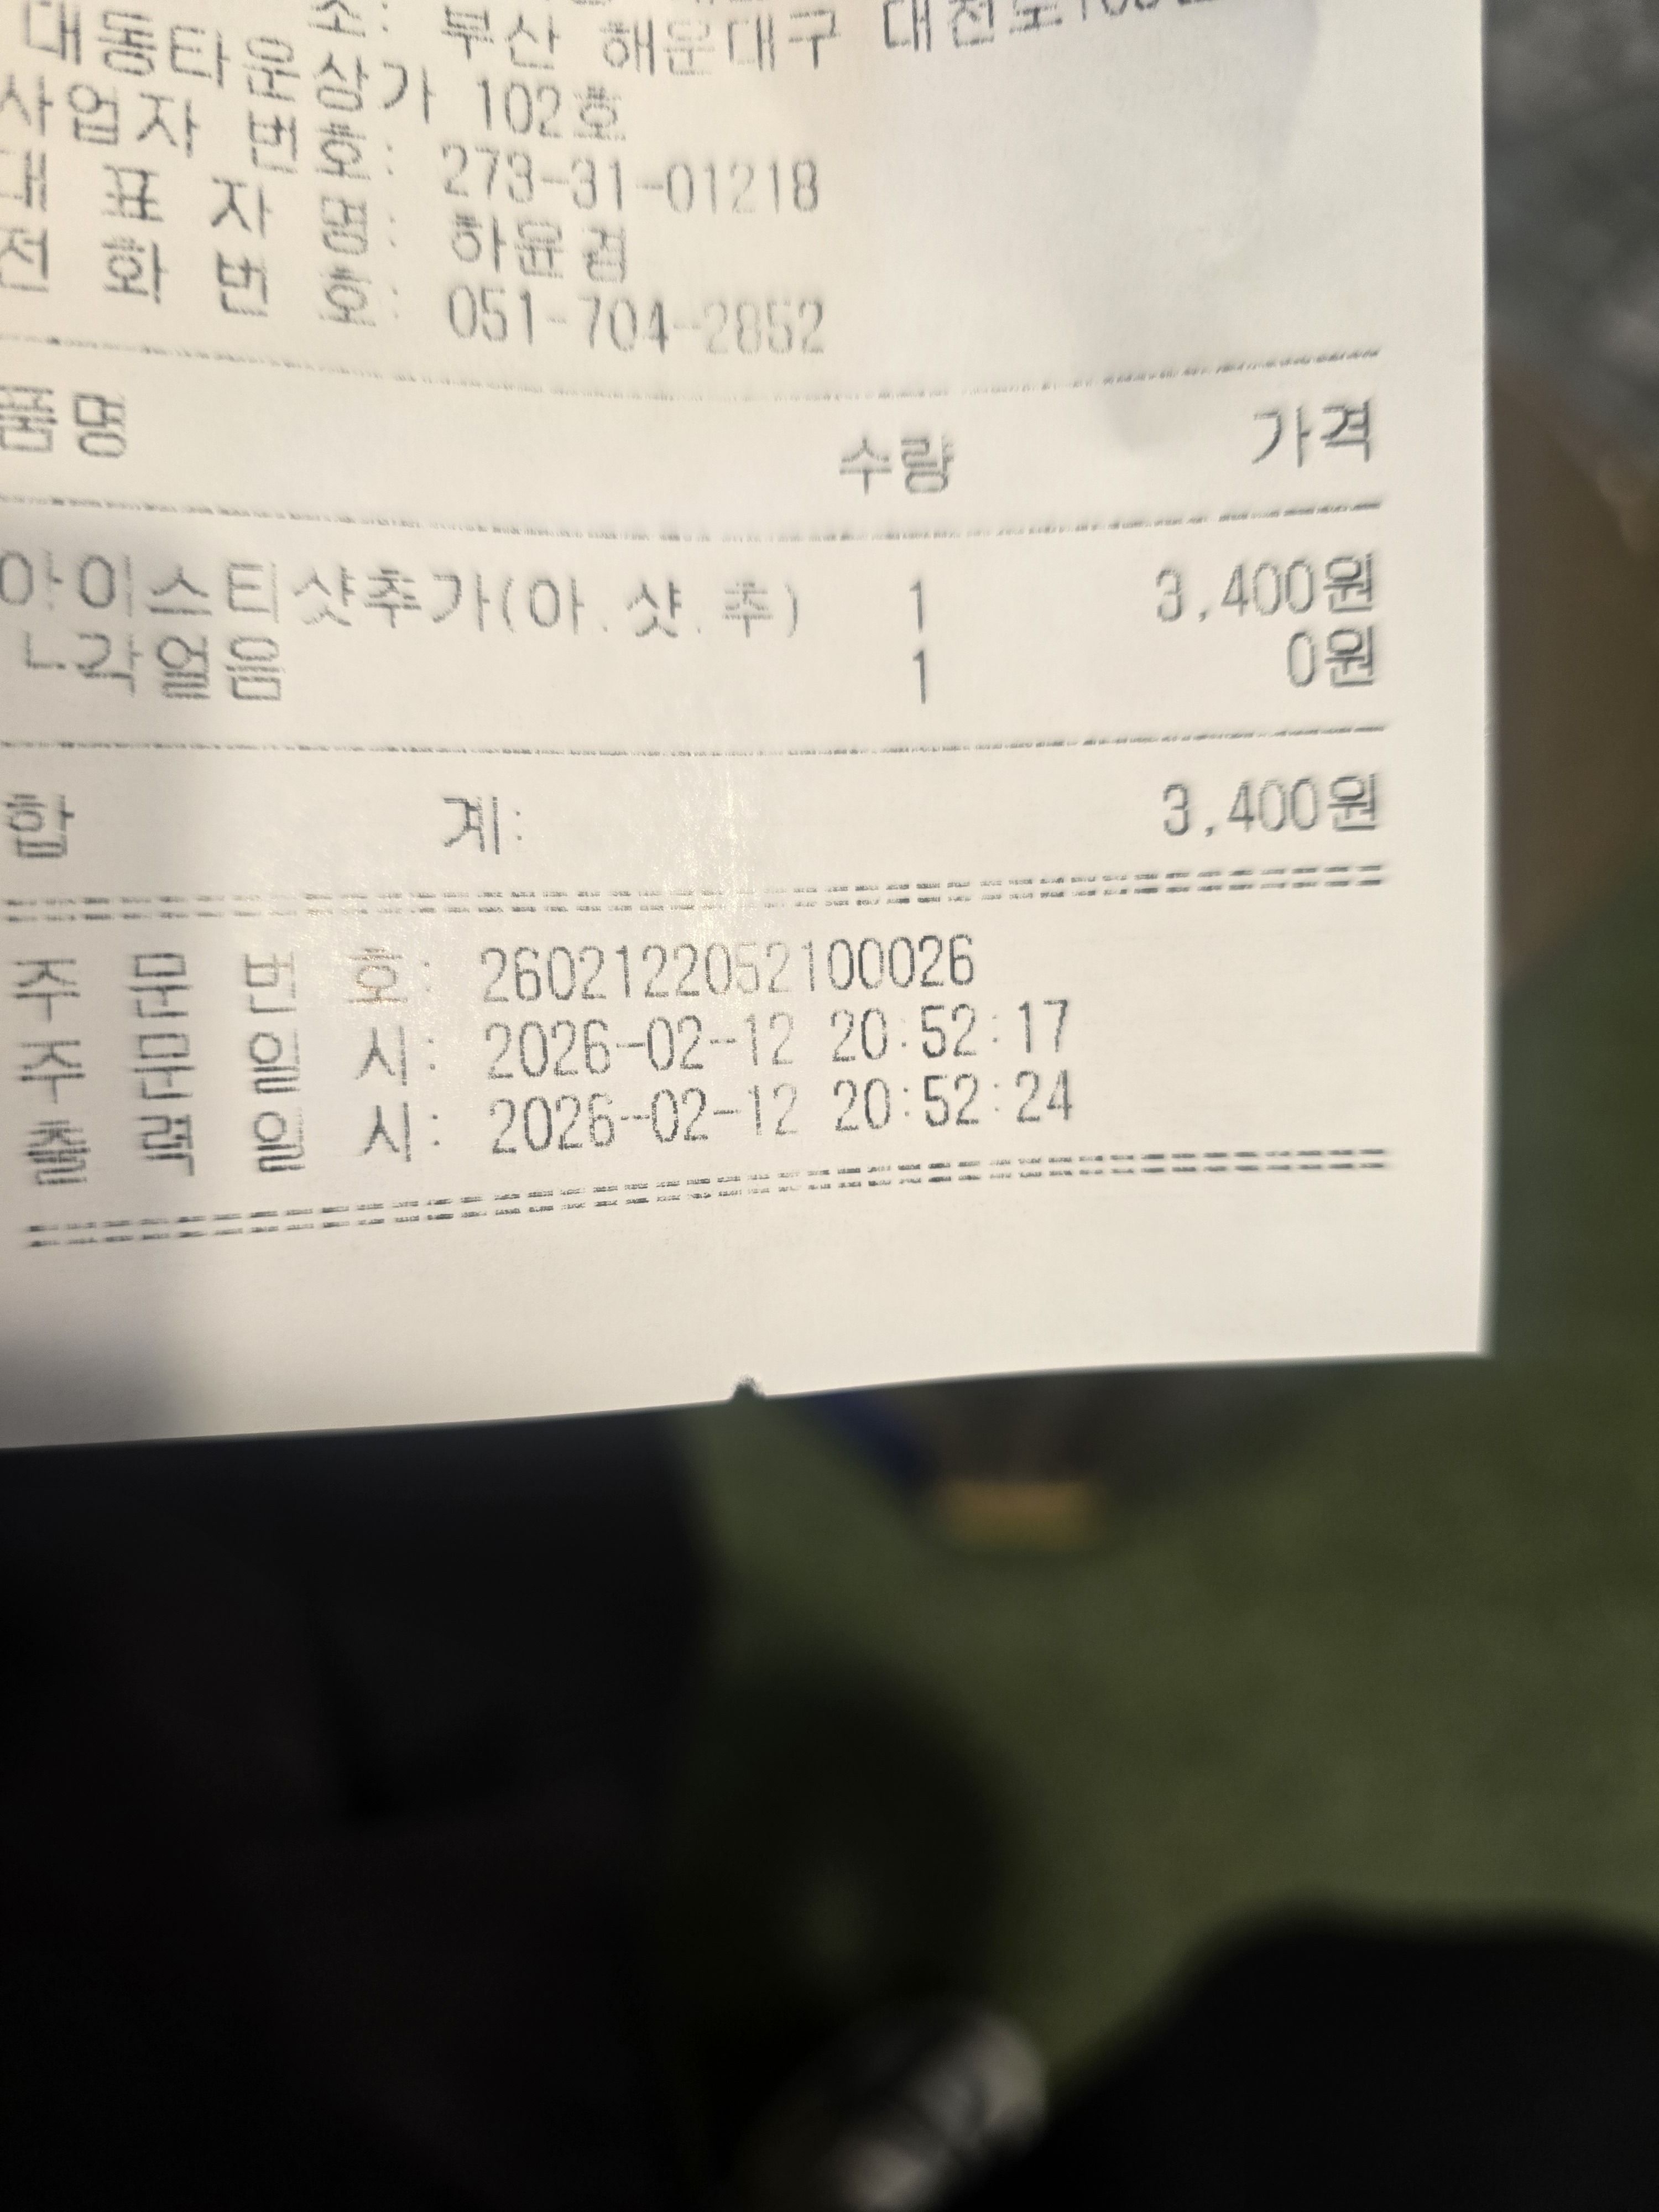 소: 부산 해운대구
대동타운상가 102호
사업자 번호: 273-31-01218
대 표 자 명: 하윤겸
전 화 번 호: 051-704-2852
품명 수량 가격
아이스티샷추가(아.샷.추) 1 3,400원
ㄴ각얼음 1 0원
합 계: 3,400원
주 문 번 호: 2602122052100026
주 문 일 시: 2026-02-12 20:52:17
출 력 일 시: 2026-02-12 20:52:24